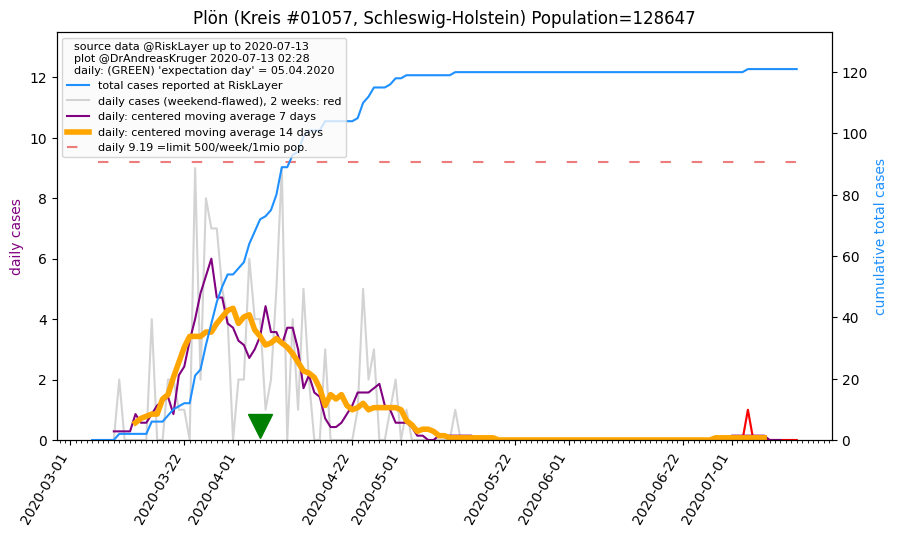 Plön (Kreis #01057, Schleswig-Holstein) Population=128647
source data @RiskLayer up to 2020-07-13
plot @DrAndreasKruger 2020-07-13 02:28
daily: (GREEN) 'expectation day' = 05.04.2020
total cases reported at RiskLayer
daily cases (weekend-flawed), 2 weeks: red
daily: centered moving average 7 days
daily: centered moving average 14 days
daily 9.19 =limit 500/week/1mio pop.
daily cases
0
2
4
6
8
10
12
cumulative total cases
0
20
40
60
80
100
120
2020-03-01
2020-03-22
2020-04-01
2020-04-22
2020-05-01
2020-05-22
2020-06-01
2020-06-22
2020-07-01